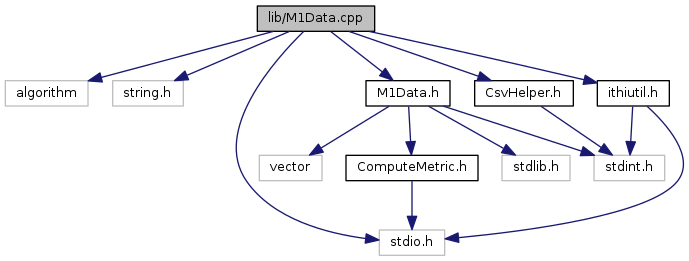 lib/M1Data.cpp
algorithm
string.h
M1Data.h
CsvHelper.h
ithiutil.h
vector
ComputeMetric.h
stdlib.h
stdint.h
stdio.h